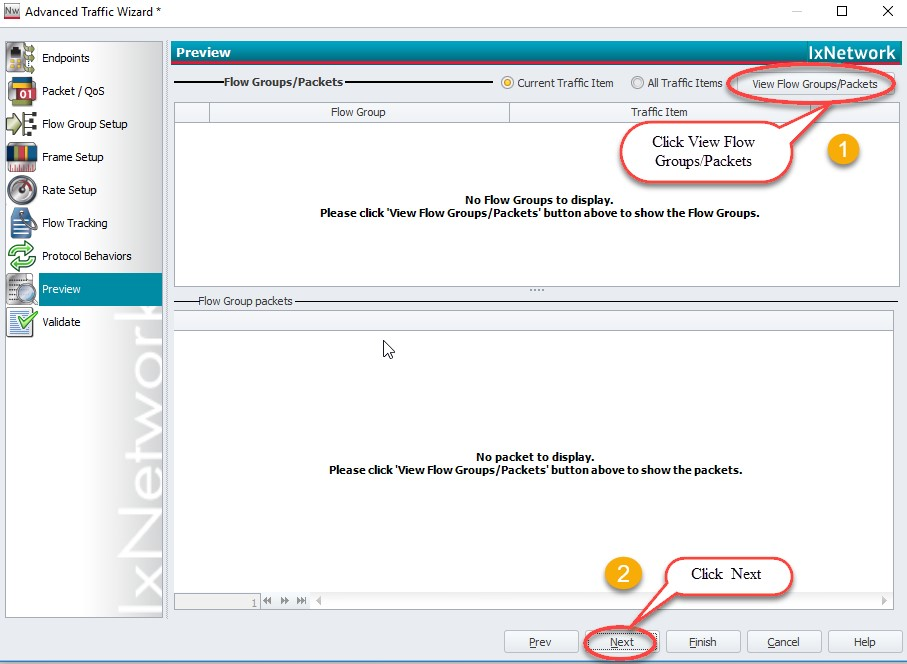 Nw Advanced Traffic Wizard *
Endpoints
Packet / QoS
Flow Group Setup
Frame Setup
Rate Setup
Flow Tracking
Protocol Behaviors
Preview
Validate
IxNetwork
Preview
IxNetwork
Flow Groups/Packets
Current Traffic Item
All Traffic Items
View Flow Groups/Packets
Flow Group
Traffic Item
Click View Flow
Groups/Packets
1
No Flow Groups to display.
Please click 'View Flow Groups/Packets' button above to show the Flow Groups.
Flow Group packets
No packet to display.
Please click 'View Flow Groups/Packets' button above to show the packets.
2
Click Next
1
Prev
Next
Finish
Cancel
Help